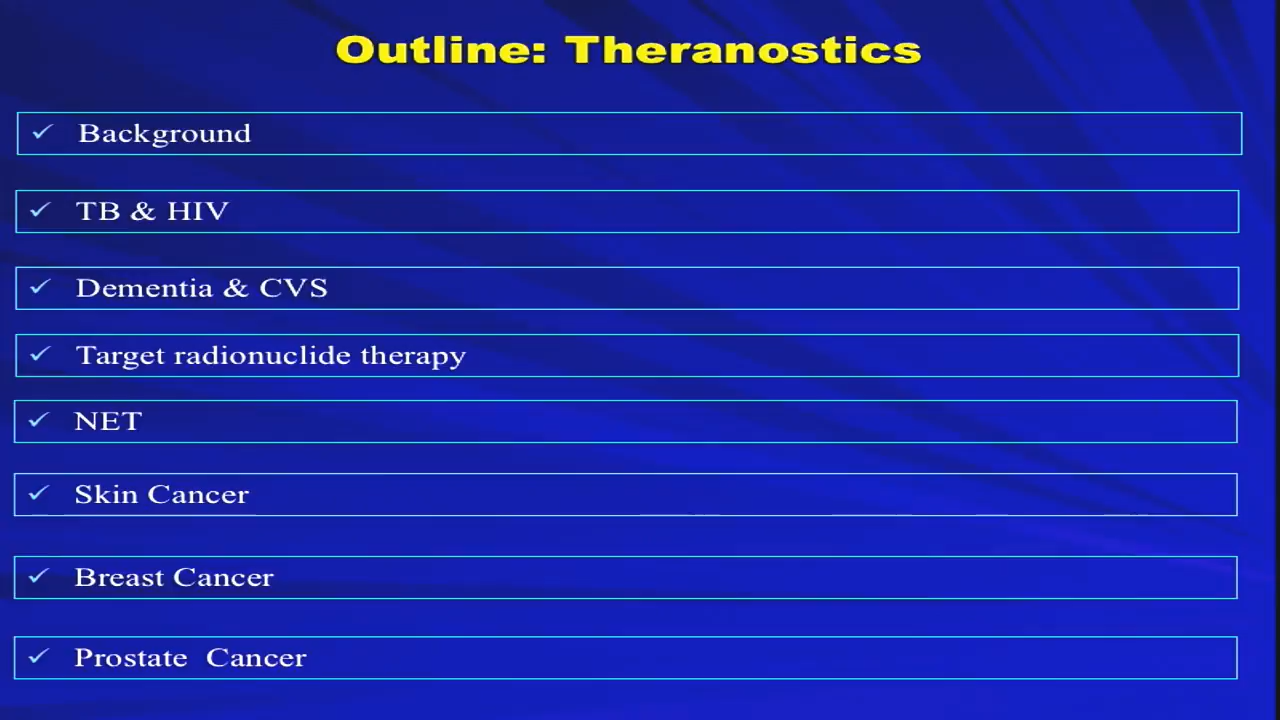 Outline: Theranostics
✓ Background
✓ TB & HIV
✓ Dementia & CVS
✓ Target radionuclide therapy
✓ NET
✓ Skin Cancer
✓ Breast Cancer
✓ Prostate Cancer